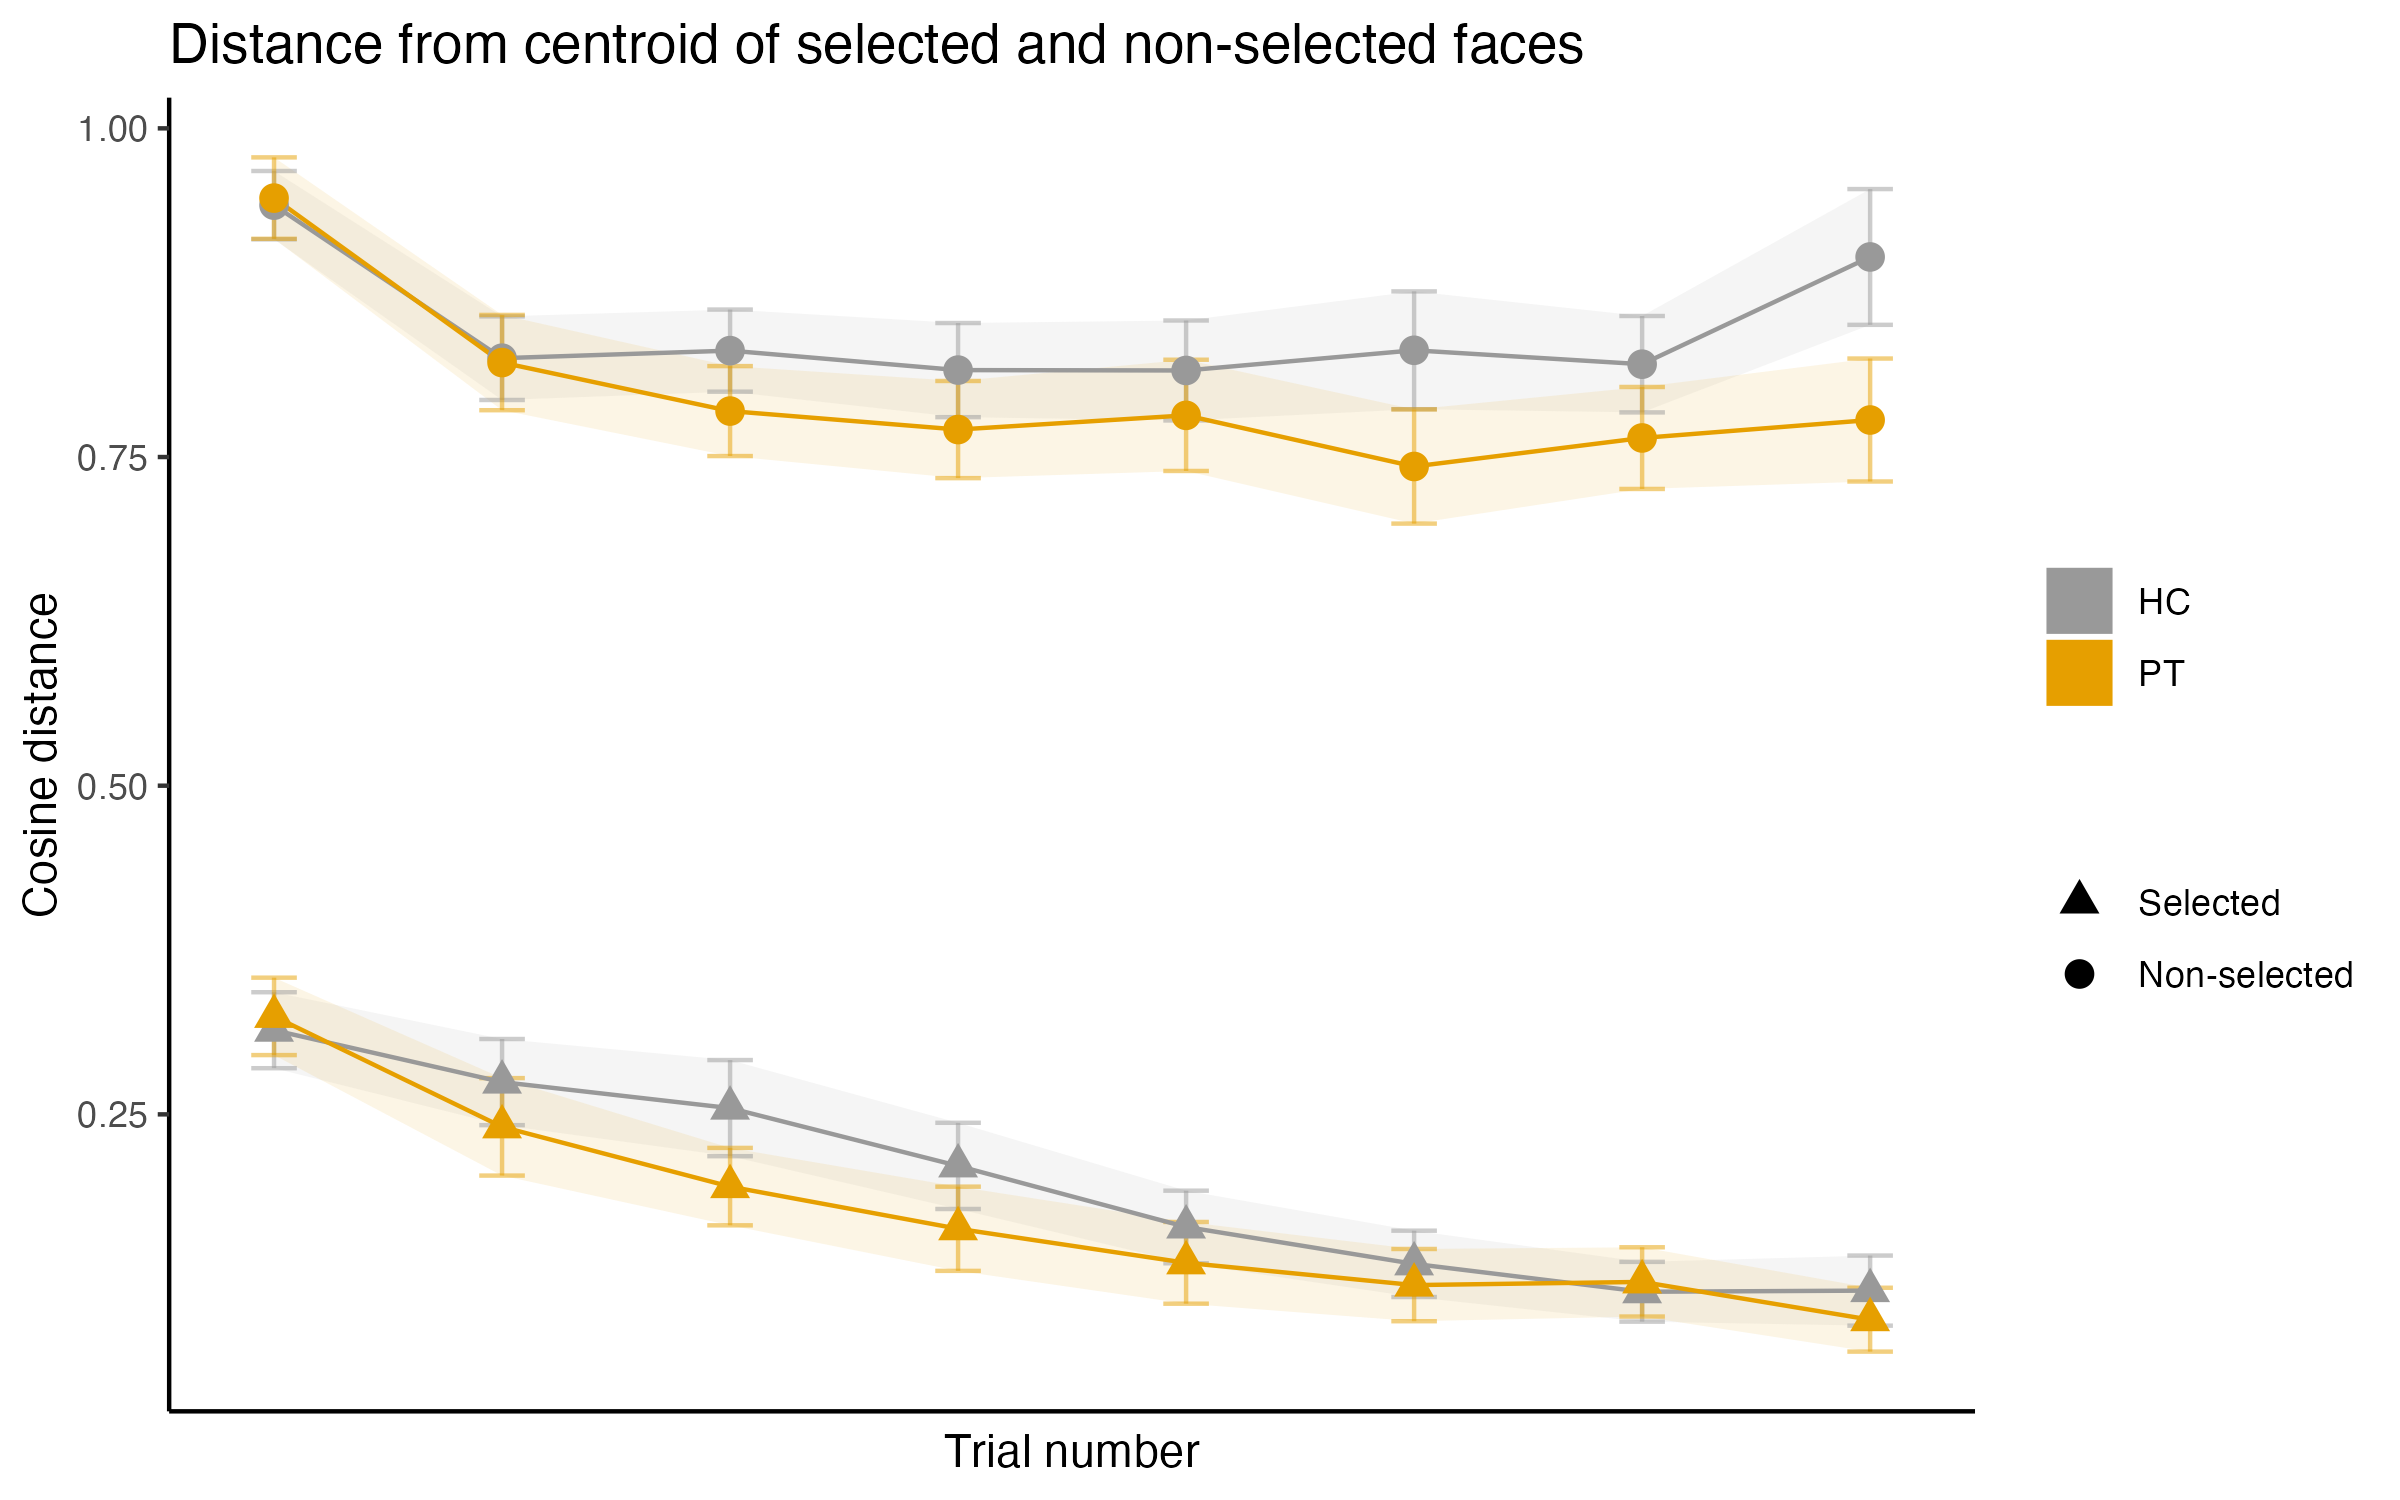 Distance from centroid of selected and non-selected faces
1.00
0.75
0.50
0.25
Cosine distance
Trial number
HC
PT
Selected
Non-selected